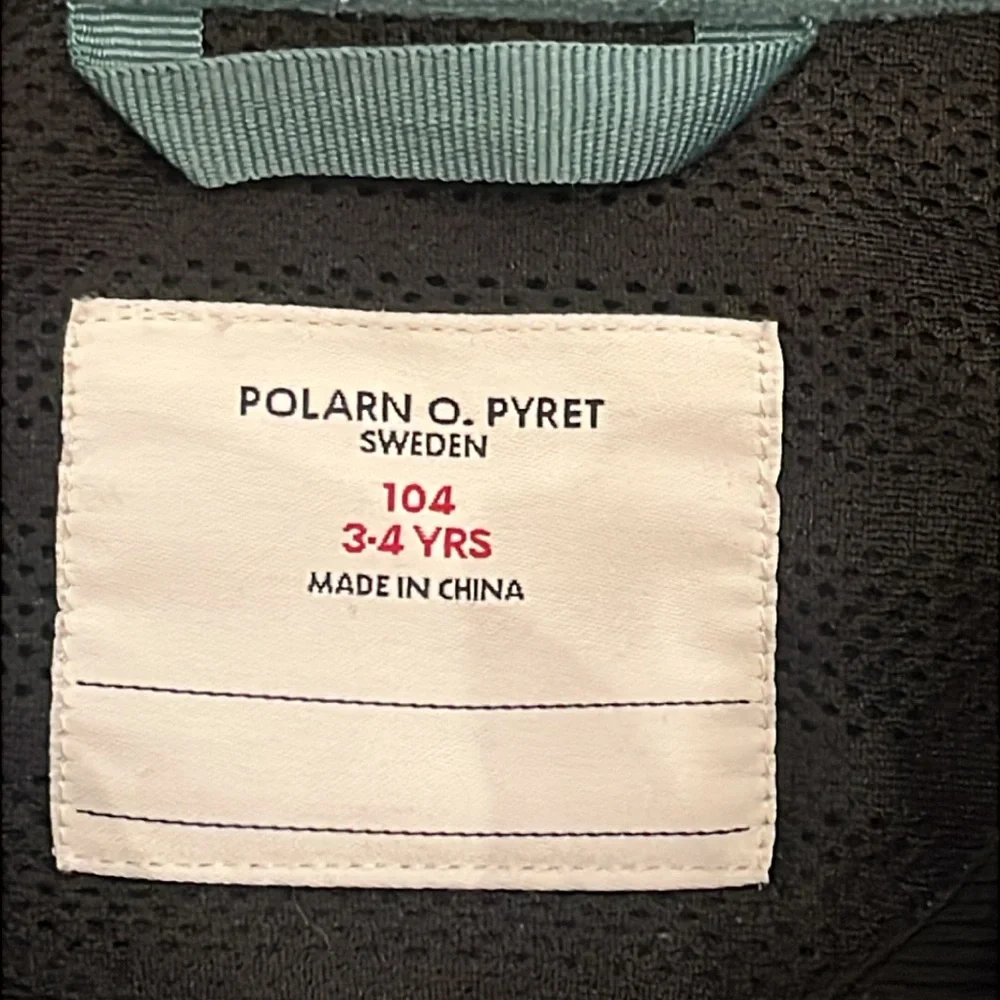 POLARN O. PYRET
SWEDEN
104
3-4 YRS
MADE IN CHINA